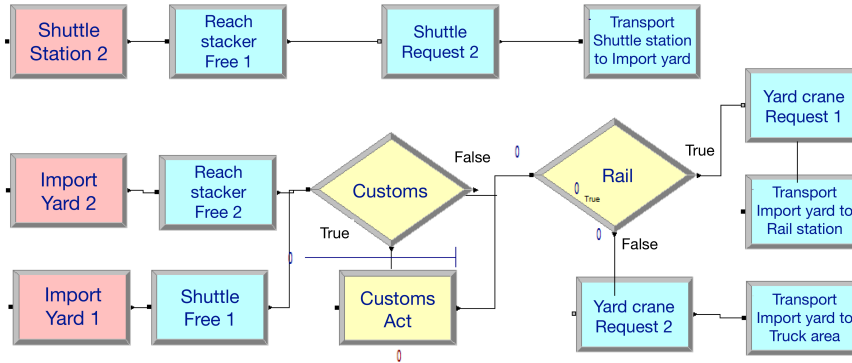 Shuttle
Station 2
Reach
stacker
Free 1
Shuttle
Request 2
Transport
Shuttle station
to Import yard
Yard crane
Request 1
Import
Yard 2
Reach
stacker
Free 2
Customs
False
True
0
Rail
0
True
True
0
False
Transport
Import yard to
Rail station
Import
Yard 1
Shuttle
Free 1
0
Customs
Act
0
Yard crane
Request 2
Transport
Import yard to
Truck area